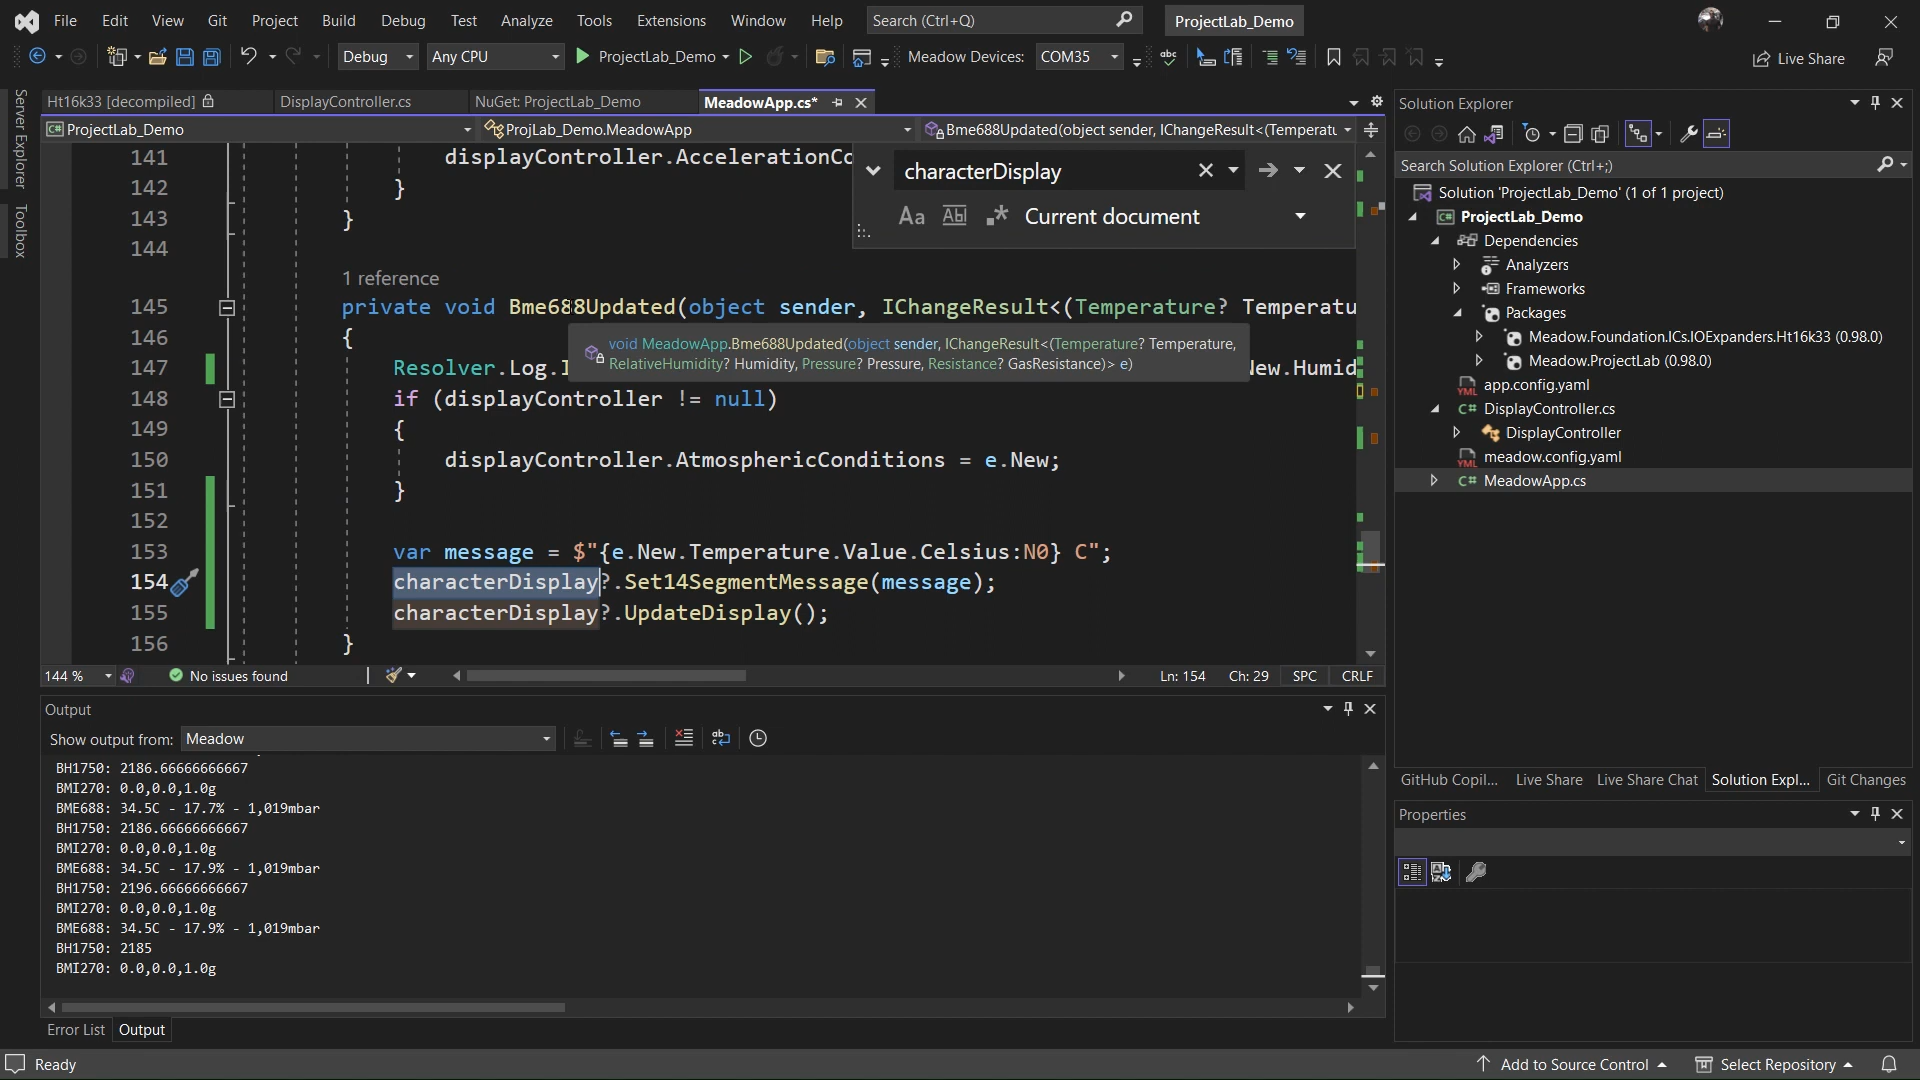 File Edit View Git Project Build Debug Test Analyze Tools Extensions Window Help Search (Ctrl+Q) ProjectLab_Demo
Debug Any CPU ProjectLab_Demo Meadow Devices: COM35 Live Share
Server Explorer
Toolbox
Ht16k33 [decompiled] DisplayController.cs NuGet: ProjectLab_Demo MeadowApp.cs*
ProjectLab_Demo ProjLab_Demo.MeadowApp Bme688Updated(object sender, IChangeResult<(Temperatu
characterDisplay
Aa Abl Current document
141 displayController.AccelerationCo
142 }
143 }
144
1 reference
145 private void Bme688Updated(object sender, IChangeResult<(Temperature? Temperatu
146 {
void MeadowApp.Bme688Updated(object sender, IChangeResult<(Temperature? Temperature,
RelativeHumidity? Humidity, Pressure? Pressure, Resistance? GasResistance)> e)
147 Resolver.Log.I New.Humid
148 if (displayController != null)
149 {
150 displayController.AtmosphericConditions = e.New;
151 }
152
153 var message = $"{e.New.Temperature.Value.Celsius:N0} C";
154 characterDisplay?.Set14SegmentMessage(message);
155 characterDisplay?.UpdateDisplay();
156 }
144 % No issues found Ln: 154 Ch: 29 SPC CRLF
Output
Show output from: Meadow
BH1750: 2186.66666666667
BMI270: 0.0,0.0,1.0g
BME688: 34.5C - 17.7% - 1,019mbar
BH1750: 2186.66666666667
BMI270: 0.0,0.0,1.0g
BME688: 34.5C - 17.9% - 1,019mbar
BH1750: 2196.66666666667
BMI270: 0.0,0.0,1.0g
BME688: 34.5C - 17.9% - 1,019mbar
BH1750: 2185
BMI270: 0.0,0.0,1.0g
Error List Output
Solution Explorer
Search Solution Explorer (Ctrl+;)
Solution 'ProjectLab_Demo' (1 of 1 project)
C# ProjectLab_Demo
Dependencies
Analyzers
Frameworks
Packages
Meadow.Foundation.ICs.IOExpanders.Ht16k33 (0.98.0)
Meadow.ProjectLab (0.98.0)
YML app.config.yaml
C# DisplayController.cs
DisplayController
YML meadow.config.yaml
C# MeadowApp.cs
GitHub Copil... Live Share Live Share Chat Solution Expl... Git Changes
Properties
Ready Add to Source Control Select Repository